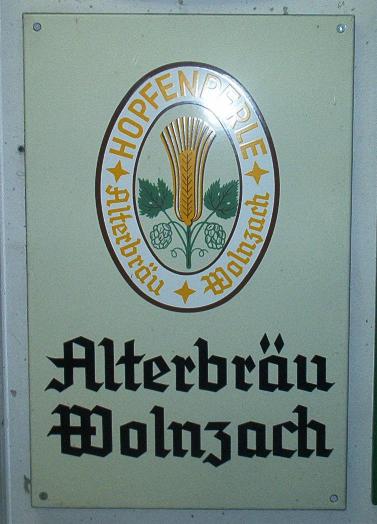 HOPFENPERLE
Alterbräu Wolnzach
Alterbräu
Wolnzach